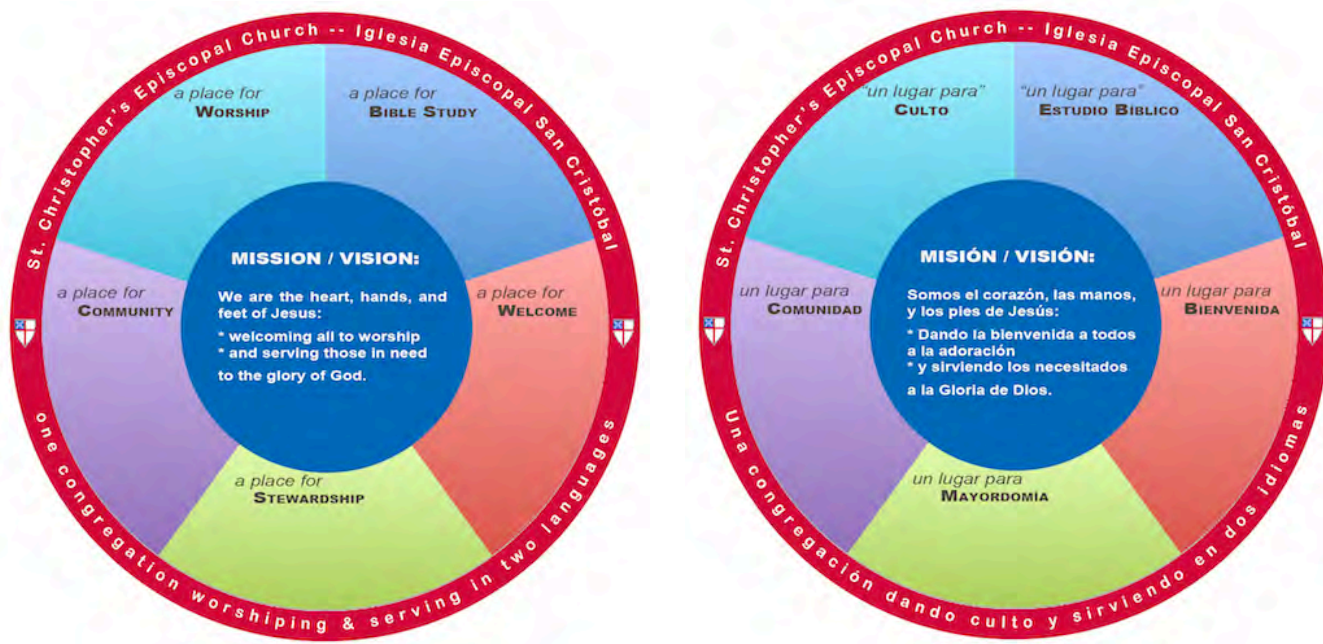 St. Christopher's Episcopal Church -- Iglesia Episcopal San Cristóbal
a place for
WORSHIP
a place for
BIBLE STUDY
a place for
COMMUNITY
MISSION / VISION:
We are the heart, hands, and
feet of Jesus:
* welcoming all to worship
* and serving those in need
to the glory of God.
a place for
WELCOME
a place for
STEWARDSHIP
one congregation worshiping & serving in two languages
St. Christopher's Episcopal Church -- Iglesia Episcopal San Cristóbal
"un lugar para"
CULTO
"un lugar para"
ESTUDIO BÍBLICO
un lugar para
COMUNIDAD
MISIÓN / VISIÓN:
Somos el corazón, las manos,
y los pies de Jesús:
* Dando la bienvenida a todos
a la adoración
* y sirviendo los necesitados
a la Gloria de Dios.
un lugar para
BIENVENIDA
un lugar para
MAYORDOMÍA
Una congregación dando culto y sirviendo en dos idiomas